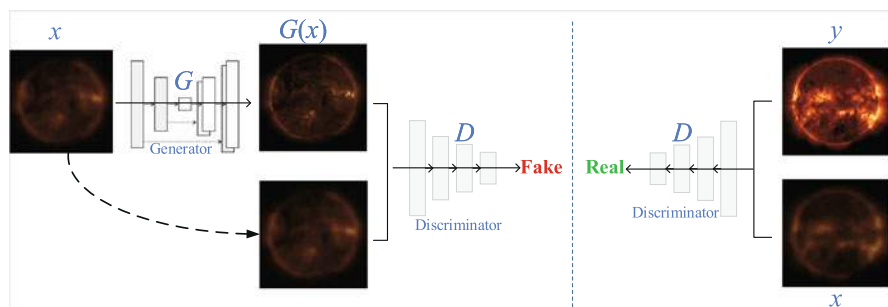 x
G(x)
y
G
Generator
D
Fake
Discriminator
Real
D
Discriminator
x